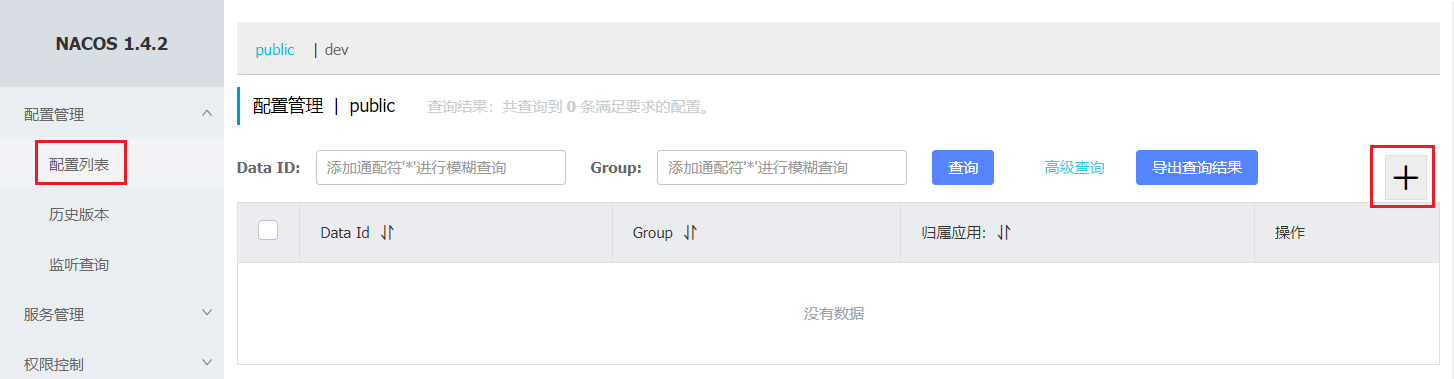 NACOS 1.4.2
配置管理
配置列表
历史版本
监听查询
服务管理
权限控制
public | dev
配置管理 | public 查询结果：共查询到 0 条满足要求的配置。
Data ID: 添加通配符'*'进行模糊查询 Group: 添加通配符'*'进行模糊查询 查询 高级查询 导出查询结果
Data Id Group 归属应用: 操作
没有数据